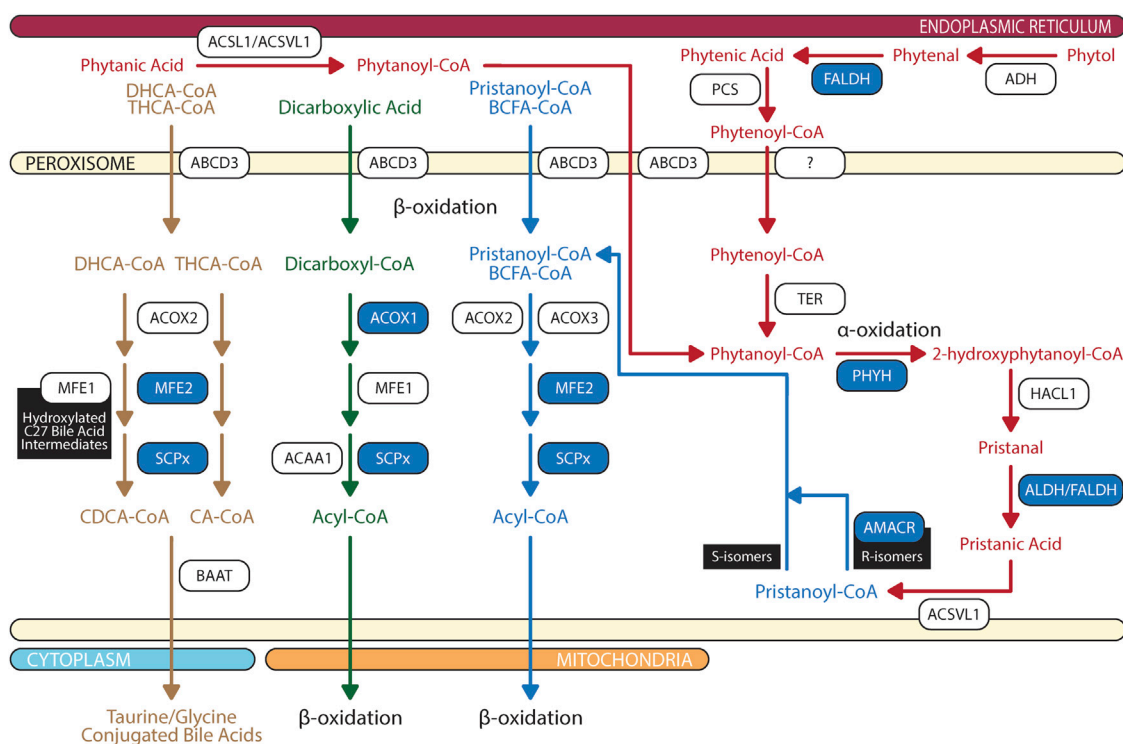 ENDOPLASMIC RETICULUM
ACSL1/ACSVL1
Phytanic Acid
Phytanoyl-CoA
Phytenic Acid
FALDH
Phytenal
ADH
Phytol
PCS
DHCA-CoA
THCA-CoA
Dicarboxylic Acid
Pristanoyl-CoA
BCFA-CoA
Phytenoyl-CoA
PEROXISOME
ABCD3
ABCD3
ABCD3
ABCD3
?
β-oxidation
DHCA-CoA
THCA-CoA
Dicarboxyl-CoA
Pristanoyl-CoA
BCFA-CoA
Phytenoyl-CoA
ACOX2
ACOX1
ACOX2
ACOX3
TER
α-oxidation
Phytanoyl-CoA
2-hydroxyphytanoyl-CoA
PHYH
MFE1
MFE2
MFE1
MFE2
HACL1
Hydroxylated
C27 Bile Acid
Intermediates
SCPx
ACAA1
SCPx
SCPx
Pristanal
ALDH/FALDH
CDCA-CoA
CA-CoA
Acyl-CoA
Acyl-CoA
AMACR
S-isomers
R-isomers
Pristanic Acid
BAAT
Pristanoyl-CoA
ACSVL1
CYTOPLASM
MITOCHONDRIA
Taurine/Glycine
Conjugated Bile Acids
β-oxidation
β-oxidation